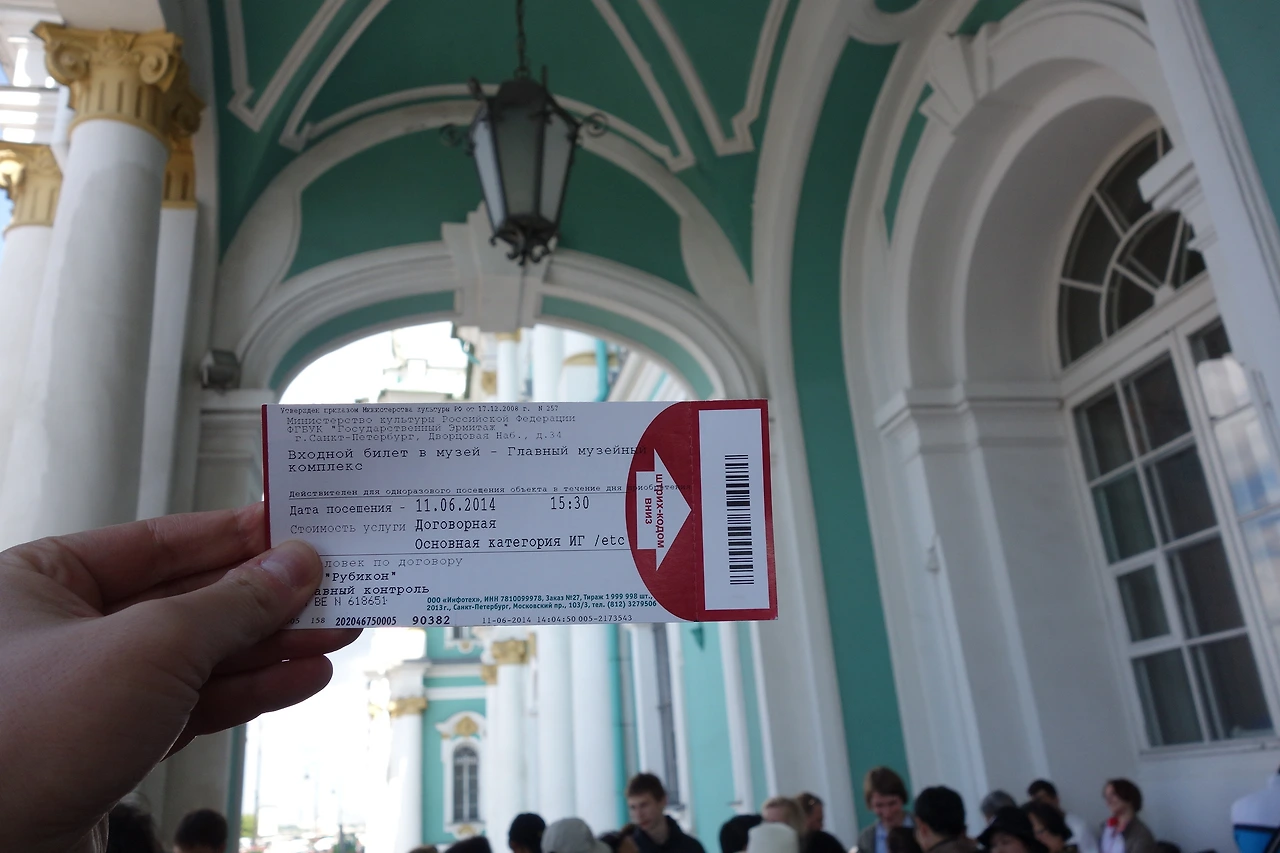 Утвержден приказом Министерства культуры РФ от 17.12.2008 г. N 257
Министерство культуры Российской Федерации
ФГБУК "Государственный Эрмитаж "
г.Санкт-Петербург, Дворцовая Наб., д.34
Входной билет в музей - Главный музейный
комплекс
Действителен для одноразового посещения объекта в течение дня приобретения
Дата посещения - 11.06.2014 15:30
Стоимость услуги Договорная
Основная категория ИГ /etc
ловек по договору
"Рубикон"
авный контроль
ВЕ N 618651
ООО «Инфотех», ИНН 7810099978, Заказ №27, Тираж 1 999 998 шт.,
2013г., Санкт-Петербург, Московский пр., 103/3, тел. (812) 3279506
05 158 202046750005 90382 11-06-2014 14:04:50 005-2173543
штрих-кодом
вниз